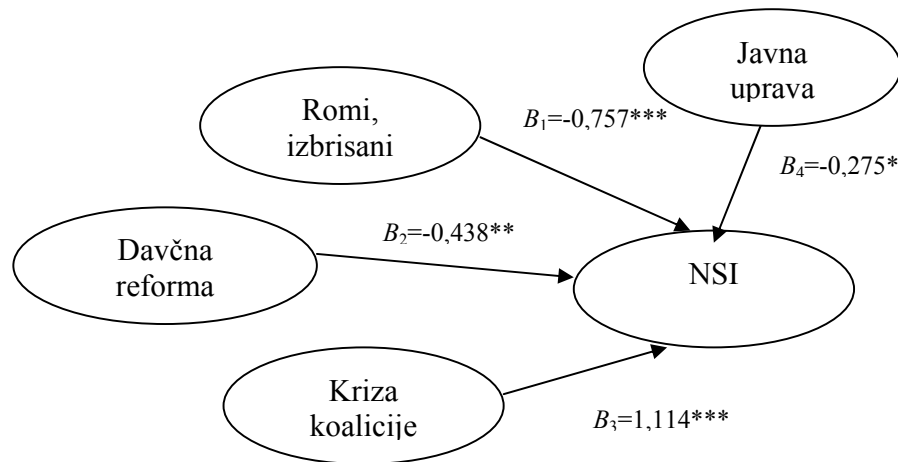 Javna
uprava
Romi,
izbrisani
B₁=-0,757***
B₄=-0,275*
Davčna
reforma
B₂=-0,438**
NSI
Kriza
koalicije
B₃=1,114***